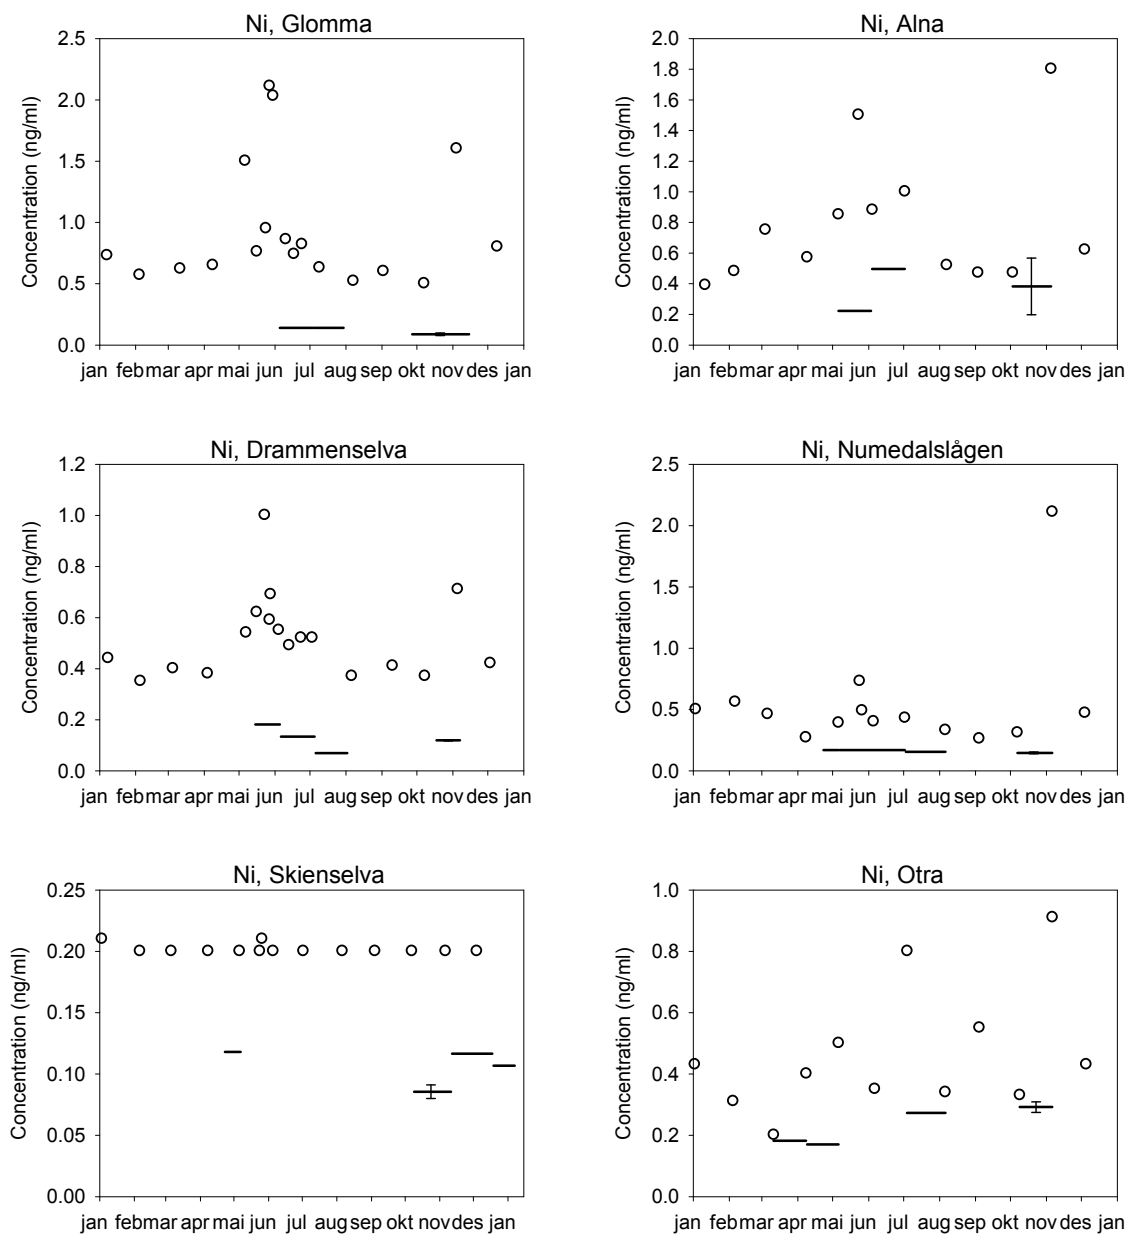 Ni, Glomma
Concentration (ng/ml)
2.5
2.0
1.5
1.0
0.5
0.0
jan feb mar apr mai jun jul aug sep okt nov des jan
Ni, Alna
Concentration (ng/ml)
2.0
1.8
1.6
1.4
1.2
1.0
0.8
0.6
0.4
0.2
0.0
jan feb mar apr mai jun jul aug sep okt nov des jan
Ni, Drammenselva
Concentration (ng/ml)
1.2
1.0
0.8
0.6
0.4
0.2
0.0
jan feb mar apr mai jun jul aug sep okt nov des jan
Ni, Numedalslågen
Concentration (ng/ml)
2.5
2.0
1.5
1.0
0.5
0.0
jan feb mar apr mai jun jul aug sep okt nov des jan
Ni, Skienselva
Concentration (ng/ml)
0.25
0.20
0.15
0.10
0.05
0.00
jan feb mar apr mai jun jul aug sep okt nov des jan
Ni, Otra
Concentration (ng/ml)
1.0
0.8
0.6
0.4
0.2
0.0
jan feb mar apr mai jun jul aug sep okt nov des jan